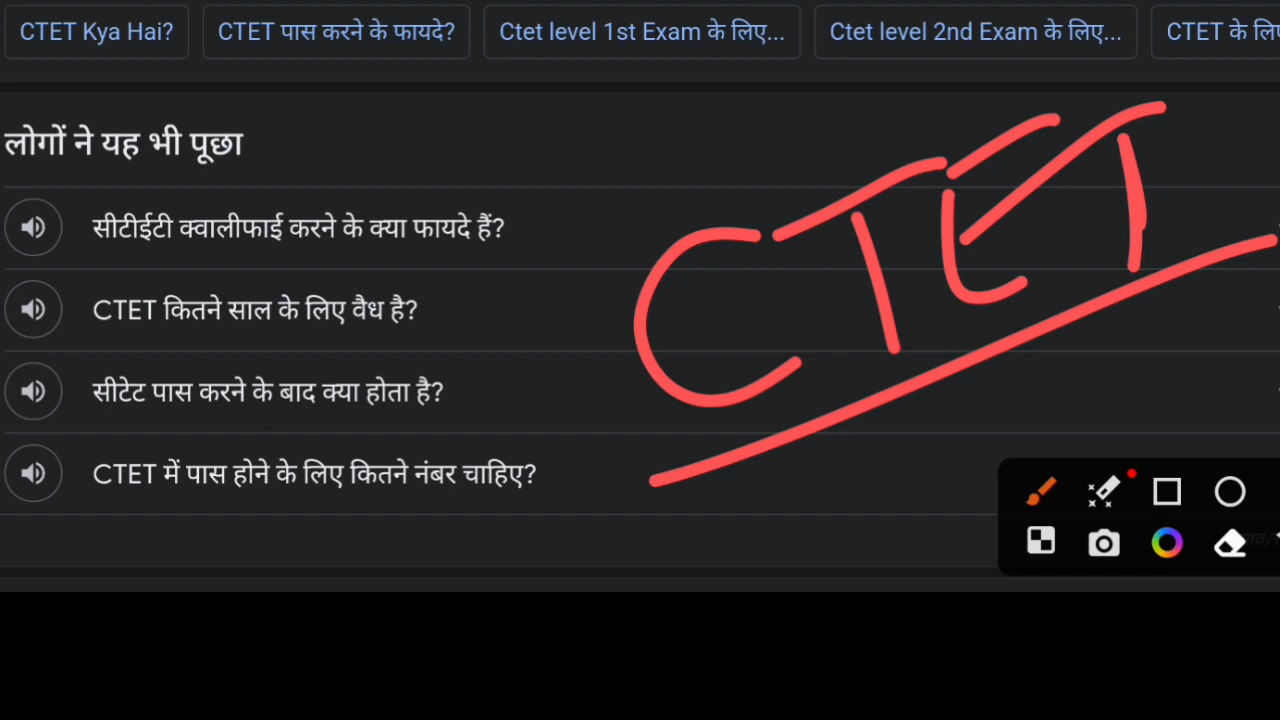 CTET Kya Hai? CTET पास करने के फायदे? Ctet level 1st Exam के लिए... Ctet level 2nd Exam के लिए... CTET के
लोगों ने यह भी पूछा
सीटीईटी क्वालीफाई करने के क्या फायदे हैं?
CTET कितने साल के लिए वैध है?
सीटेट पास करने के बाद क्या होता है?
CTET में पास होने के लिए कितने नंबर चाहिए?
CTET